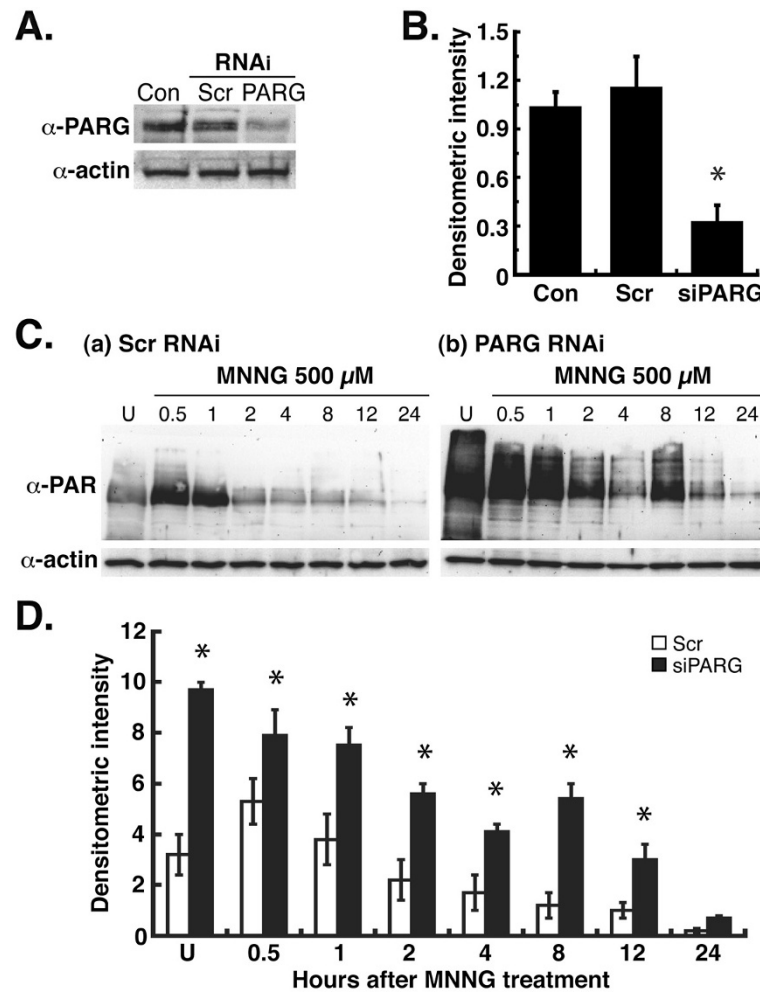 A.
RNAi
Con Scr PARG
α-PARG
α-actin
B.
Densitometric intensity
1.5
1.2
0.9
0.6
0.3
0
*
Con Scr siPARG
C.
(a) Scr RNAi
MNNG 500 µM
U 0.5 1 2 4 8 12 24
(b) PARG RNAi
MNNG 500 µM
U 0.5 1 2 4 8 12 24
α-PAR
α-actin
D.
Densitometric intensity
12
10
8
6
4
2
0
* * * * * * *
Scr
siPARG
U 0.5 1 2 4 8 12 24
Hours after MNNG treatment